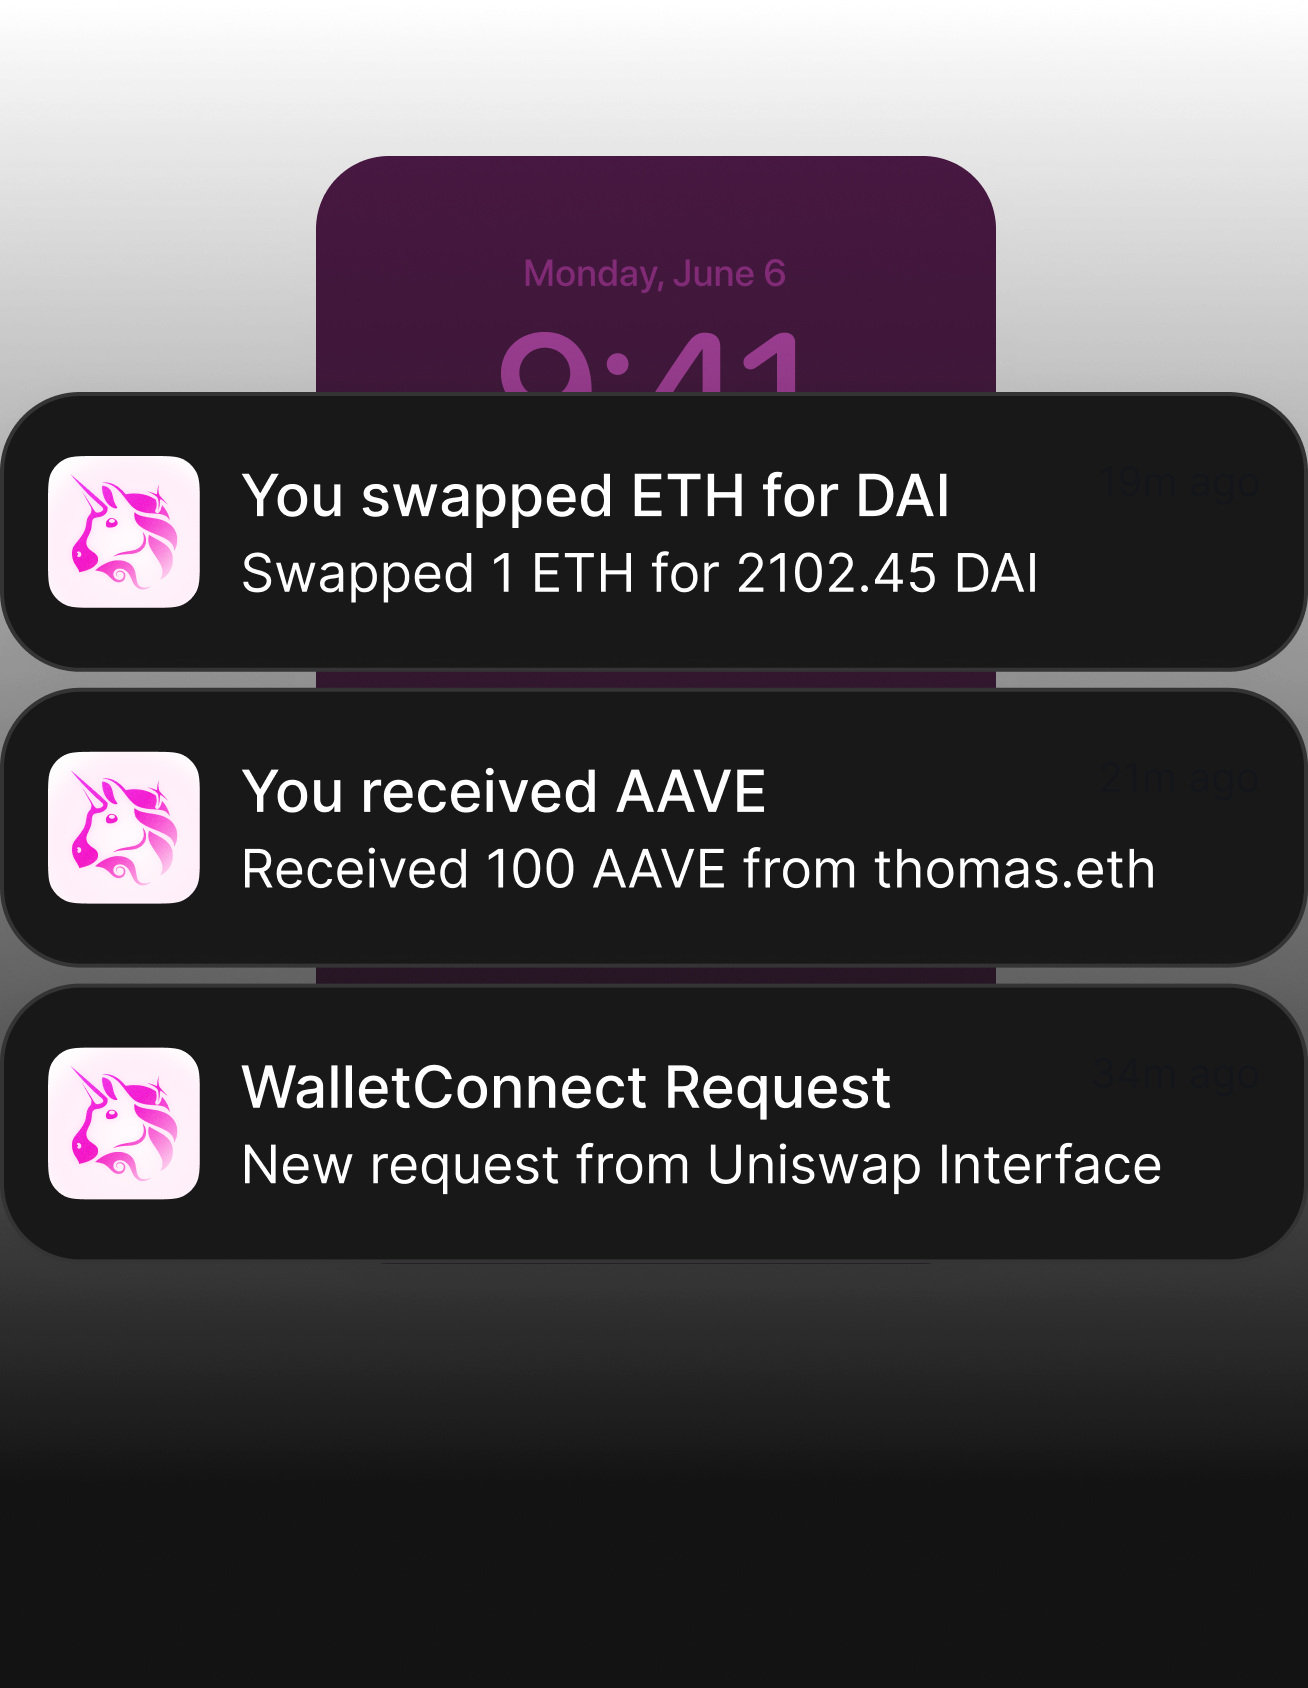 Monday, June 6
9:41
You swapped ETH for DAI
19m ago
Swapped 1 ETH for 2102.45 DAI
You received AAVE
21m ago
Received 100 AAVE from thomas.eth
WalletConnect Request
34m ago
New request from Uniswap Interface